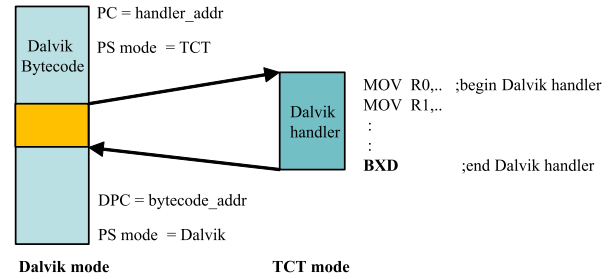 PC = handler_addr
Dalvik
Bytecode
PS mode = TCT
MOV R0,.. ;begin Dalvik handler
MOV R1,..
Dalvik
handler
:
:
BXD ;end Dalvik handler
DPC = bytecode_addr
PS mode = Dalvik
Dalvik mode
TCT mode